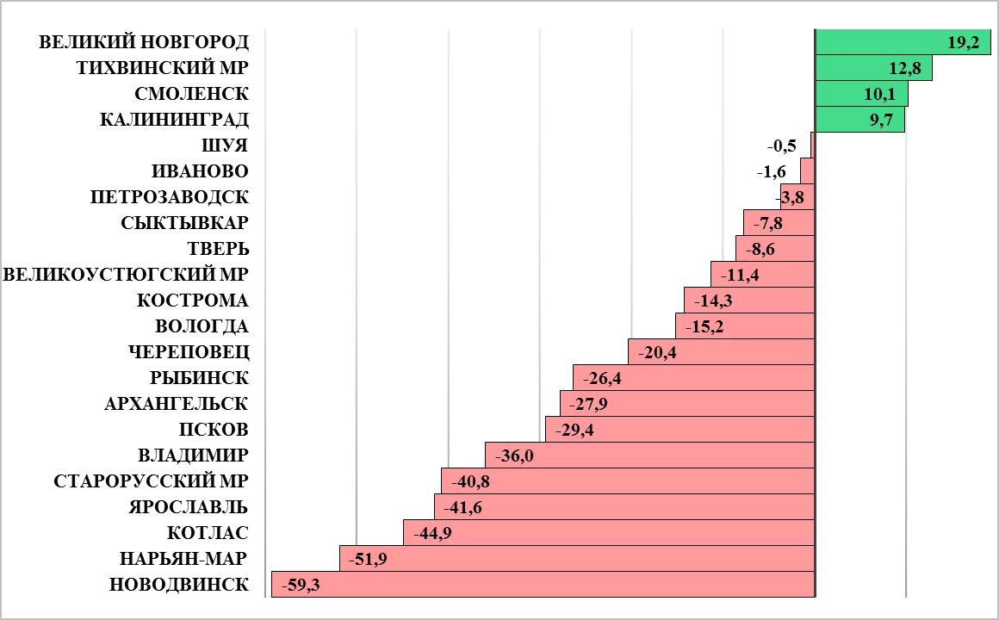 ВЕЛИКИЙ НОВГОРОД 19,2
ТИХВИНСКИЙ МР 12,8
СМОЛЕНСК 10,1
КАЛИНИНГРАД 9,7
ШУЯ -0,5
ИВАНОВО -1,6
ПЕТРОЗАВОДСК -3,8
СЫКТЫВКАР -7,8
ТВЕРЬ -8,6
ВЕЛИКОУСТЮГСКИЙ МР -11,4
КОСТРОМА -14,3
ВОЛОГДА -15,2
ЧЕРЕПОВЕЦ -20,4
РЫБИНСК -26,4
АРХАНГЕЛЬСК -27,9
ПСКОВ -29,4
ВЛАДИМИР -36,0
СТАРОРУССКИЙ МР -40,8
ЯРОСЛАВЛЬ -41,6
КОТЛАС -44,9
НАРЬЯН-МАР -51,9
НОВОДВИНСК -59,3